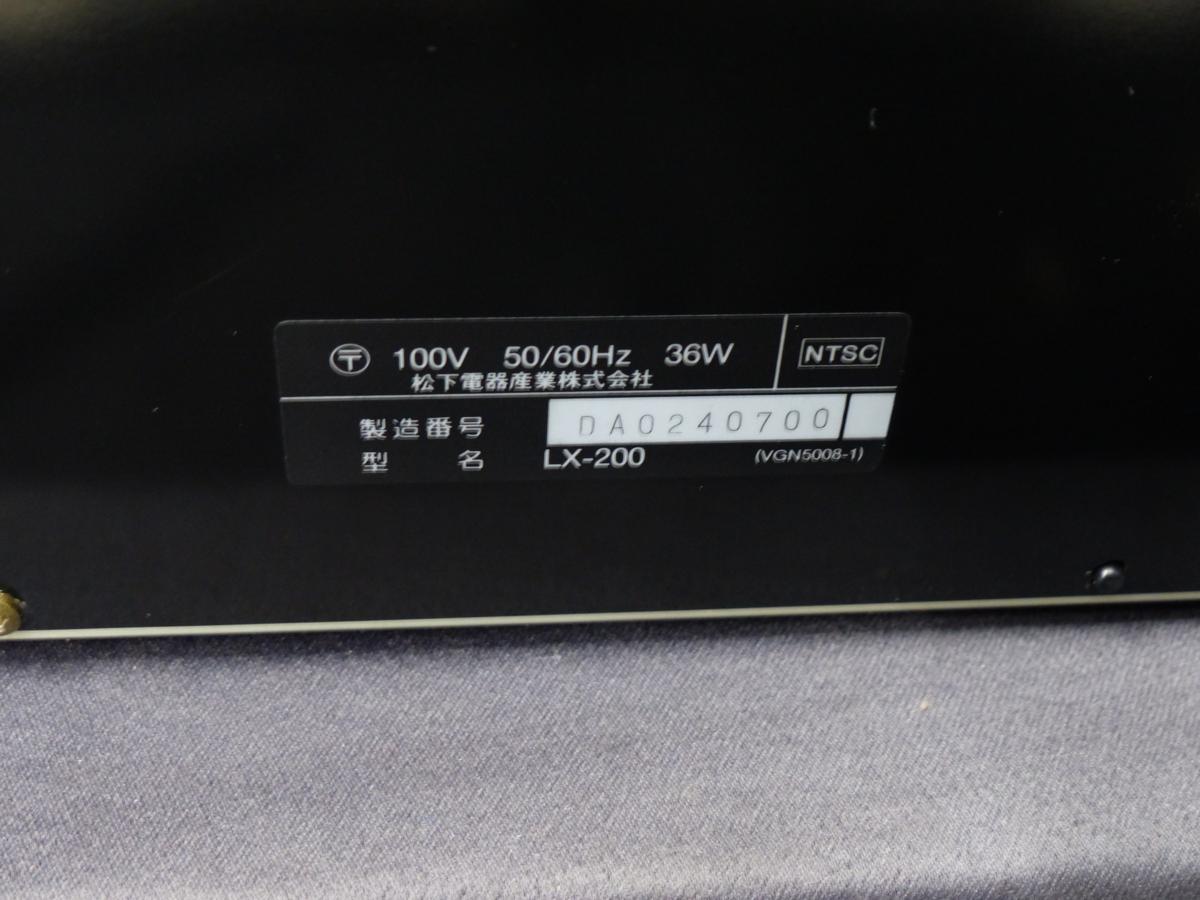 〒 100V 50/60Hz 36W NTSC
松下電器産業株式会社
製造番号 DA0240700
型名 LX-200 (VGN5008-1)